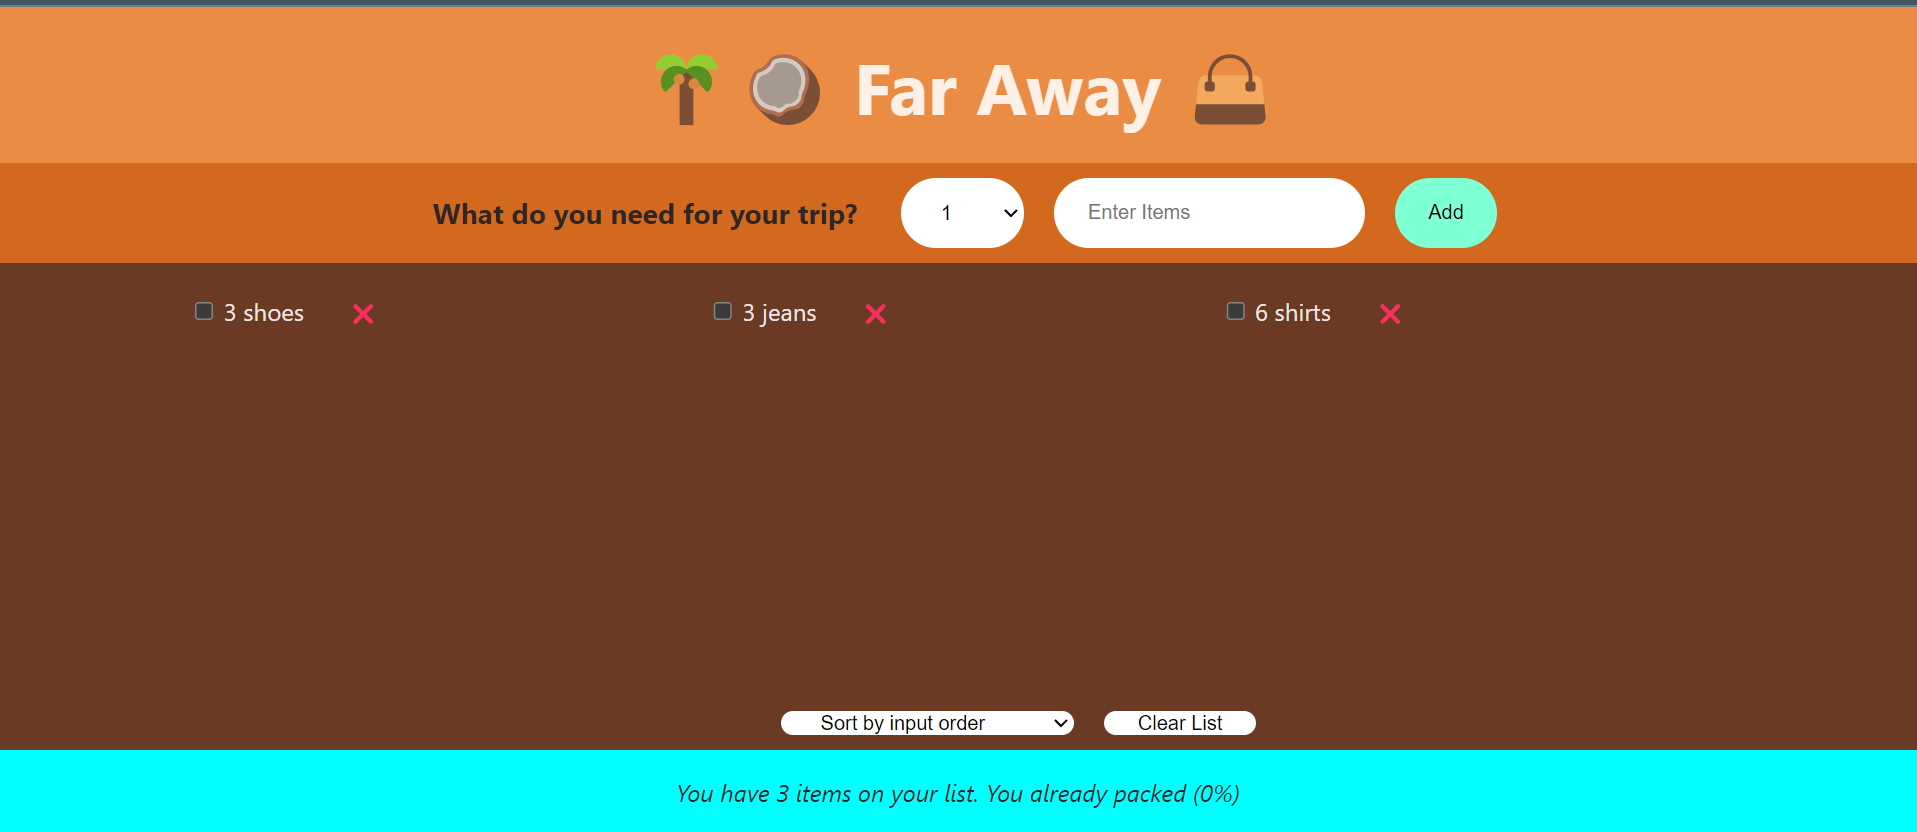 Far Away
What do you need for your trip? 1 Enter Items Add
3 shoes 3 jeans 6 shirts
Sort by input order Clear List
You have 3 items on your list. You already packed (0%)